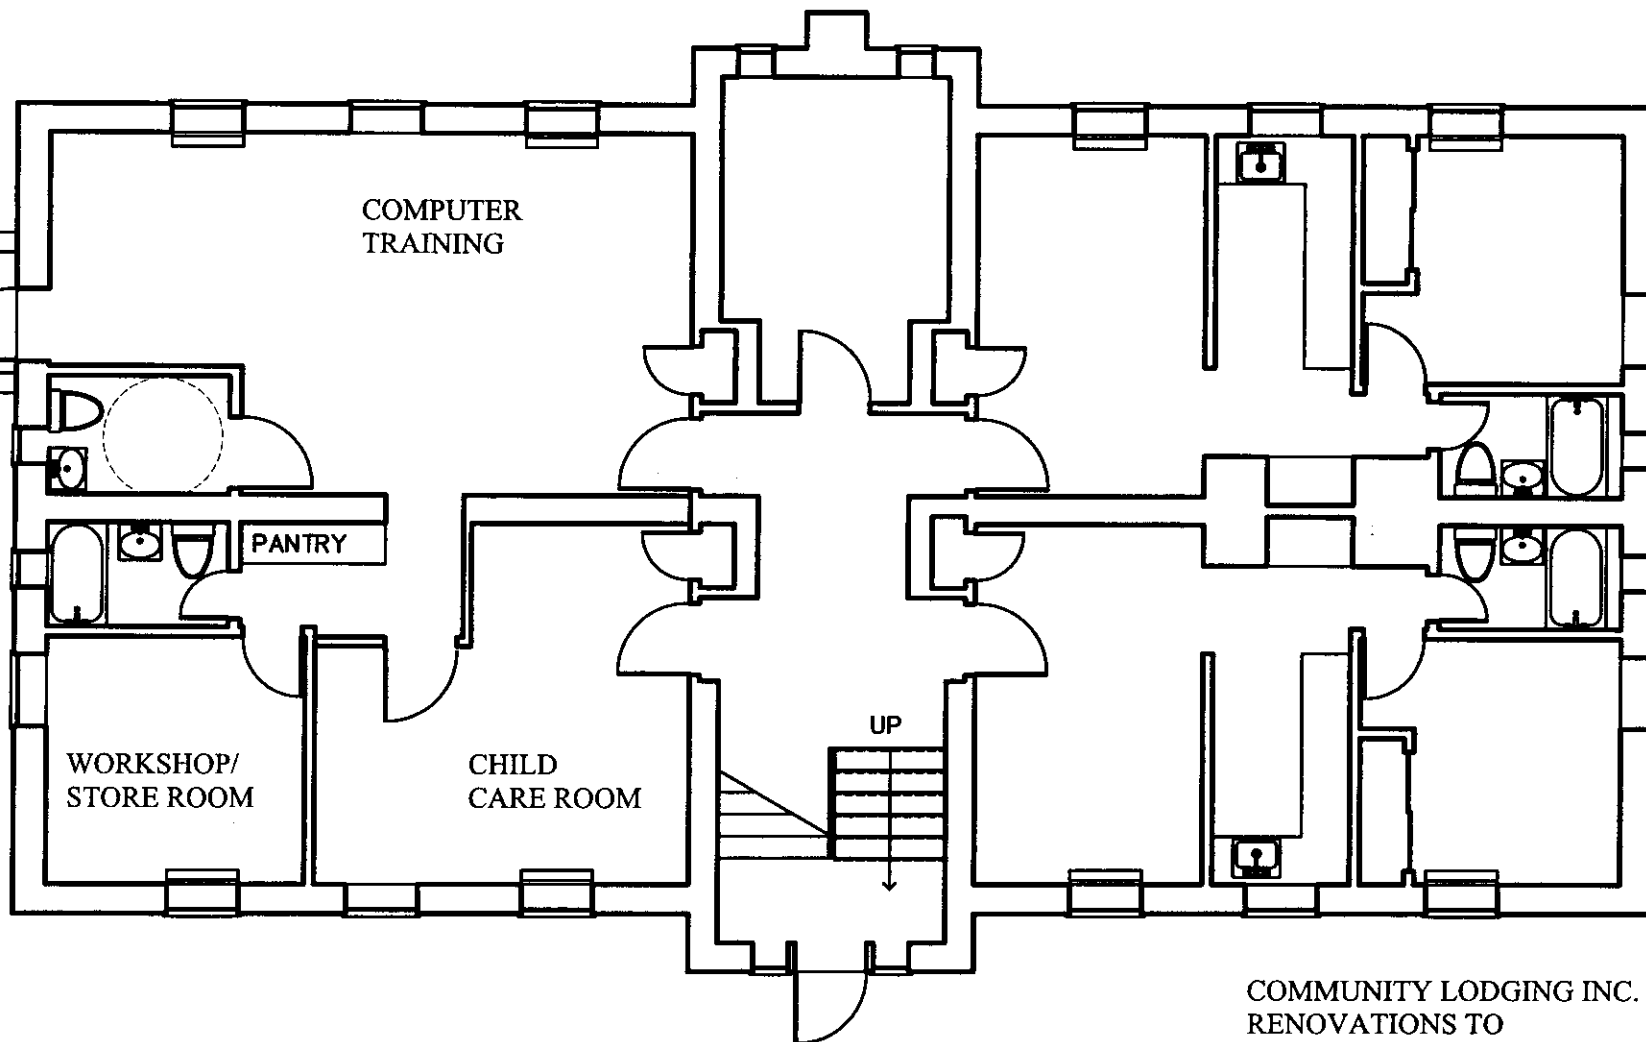 COMPUTER
TRAINING
PANTRY
UP
WORKSHOP/
STORE ROOM
CHILD
CARE ROOM
COMMUNITY LODGING INC.
RENOVATIONS TO